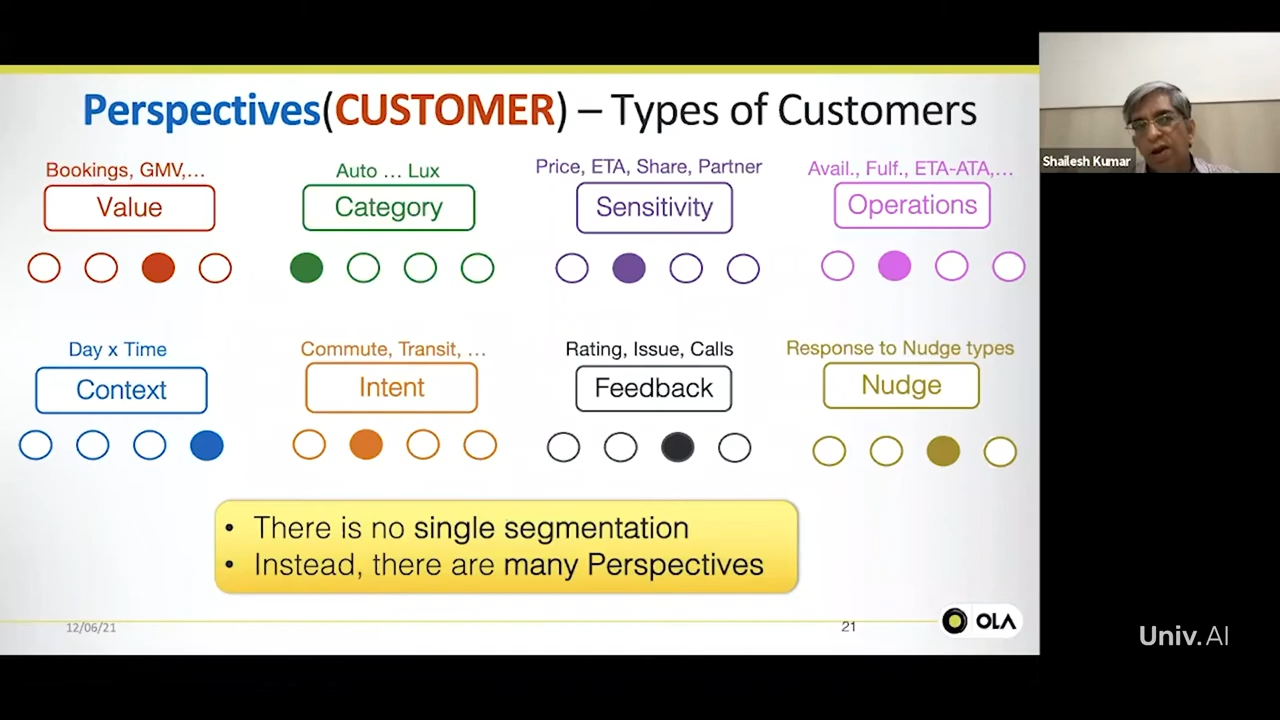 Perspectives(CUSTOMER) – Types of Customers
Shailesh Kumar
Bookings, GMV,...
Value
Auto ... Lux
Category
Price, ETA, Share, Partner
Sensitivity
Avail., Fulf., ETA-ATA,...
Operations
Day x Time
Context
Commute, Transit, ...
Intent
Rating, Issue, Calls
Feedback
Response to Nudge types
Nudge
• There is no single segmentation
• Instead, there are many Perspectives
12/06/21
21
OLA
Univ.AI